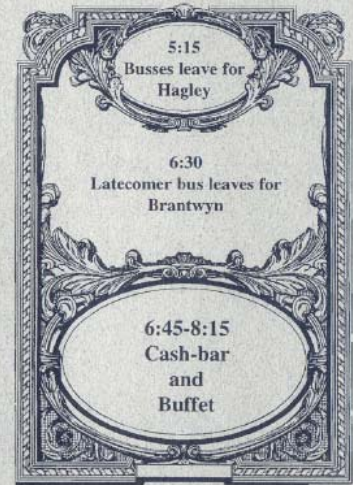 5:15
Busses leave for
Hagley
6:30
Latecomer bus leaves for
Brantwyn
6:45-8:15
Cash-bar
and
Buffet